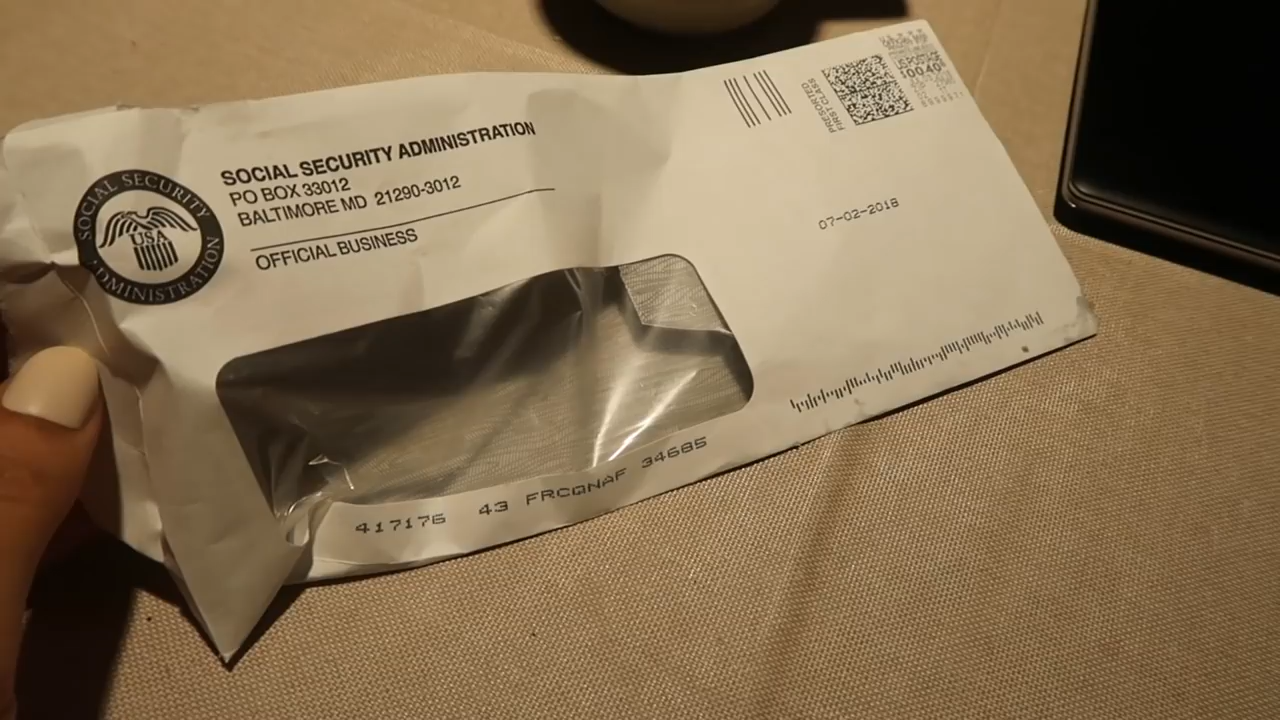 SOCIAL SECURITY ADMINISTRATION
PO BOX 33012
BALTIMORE MD 21290-3012
OFFICIAL BUSINESS
SOCIAL SECURITY ADMINISTRATION
USA
PRESORTED
FIRST CLASS
07-02-2018
417176 43 FRCQNAF 34685